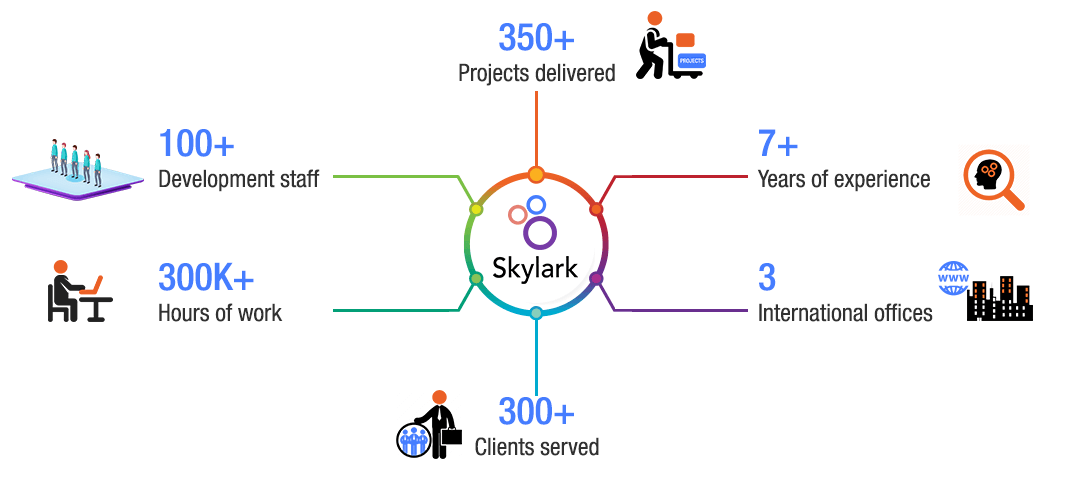 350+
Projects delivered
PROJECTS
100+
Development staff
7+
Years of experience
Skylark
300K+
Hours of work
3
International offices
WWW
300+
Clients served